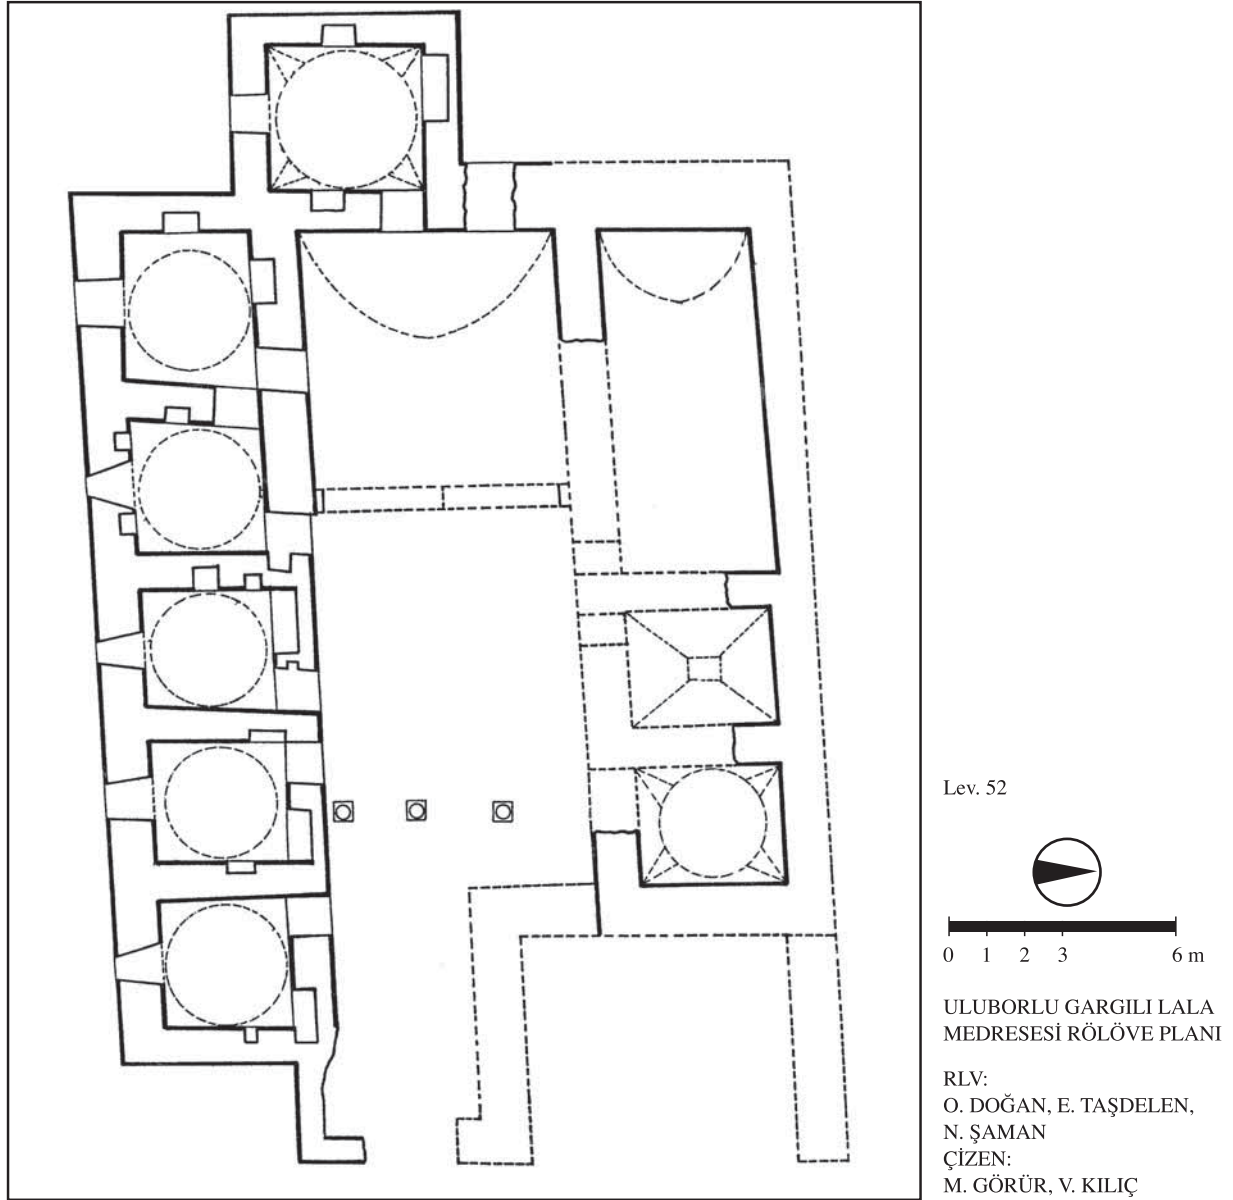 Lev. 52
0 1 2 3 6 m
ULUBORLU GARGILI LALA
MEDRESESİ RÖLÖVE PLANI
RLV:
O. DOĞAN, E. TAŞDELEN,
N. ŞAMAN
ÇİZEN:
M. GÖRÜR, V. KILIÇ